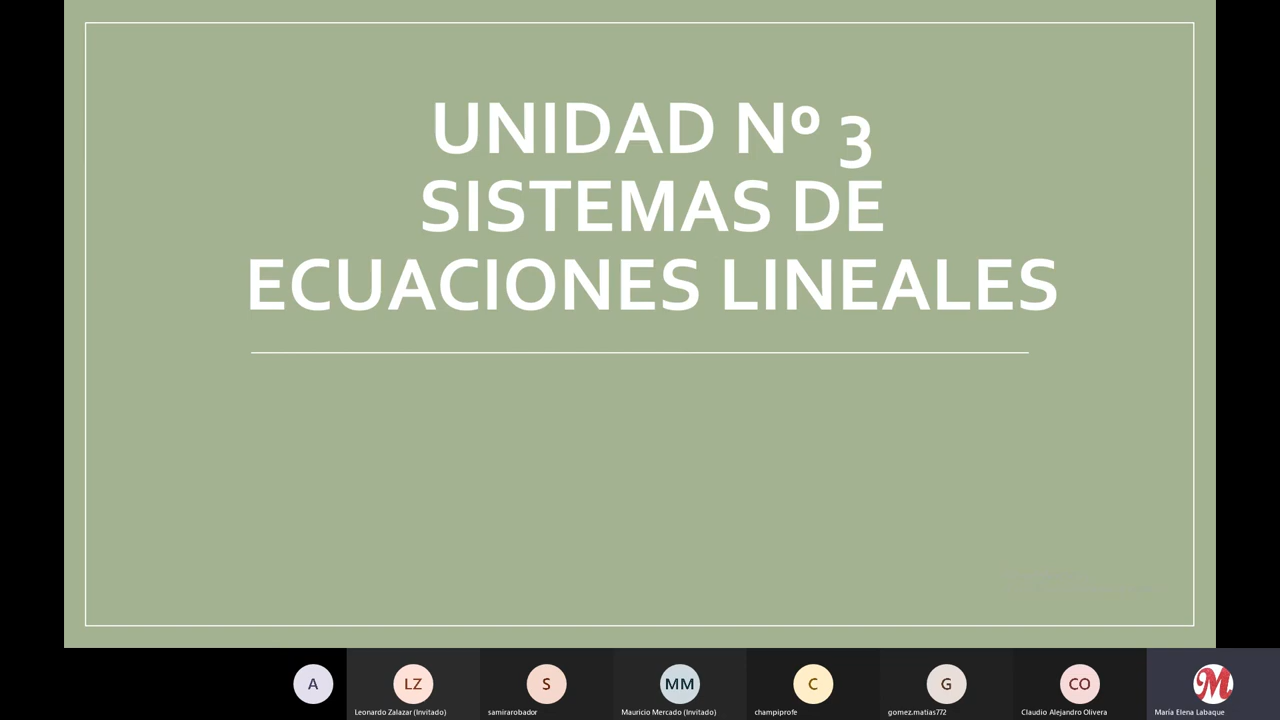 UNIDAD Nº 3
SISTEMAS DE
ECUACIONES LINEALES
A
LZ
Leonardo Zalazar (Invitado)
S
samirarobador
MM
Mauricio Mercado (Invitado)
C
champiprofe
G
gomez.matias772
CO
Claudio Alejandro Olivera
M
María Elena Labaque